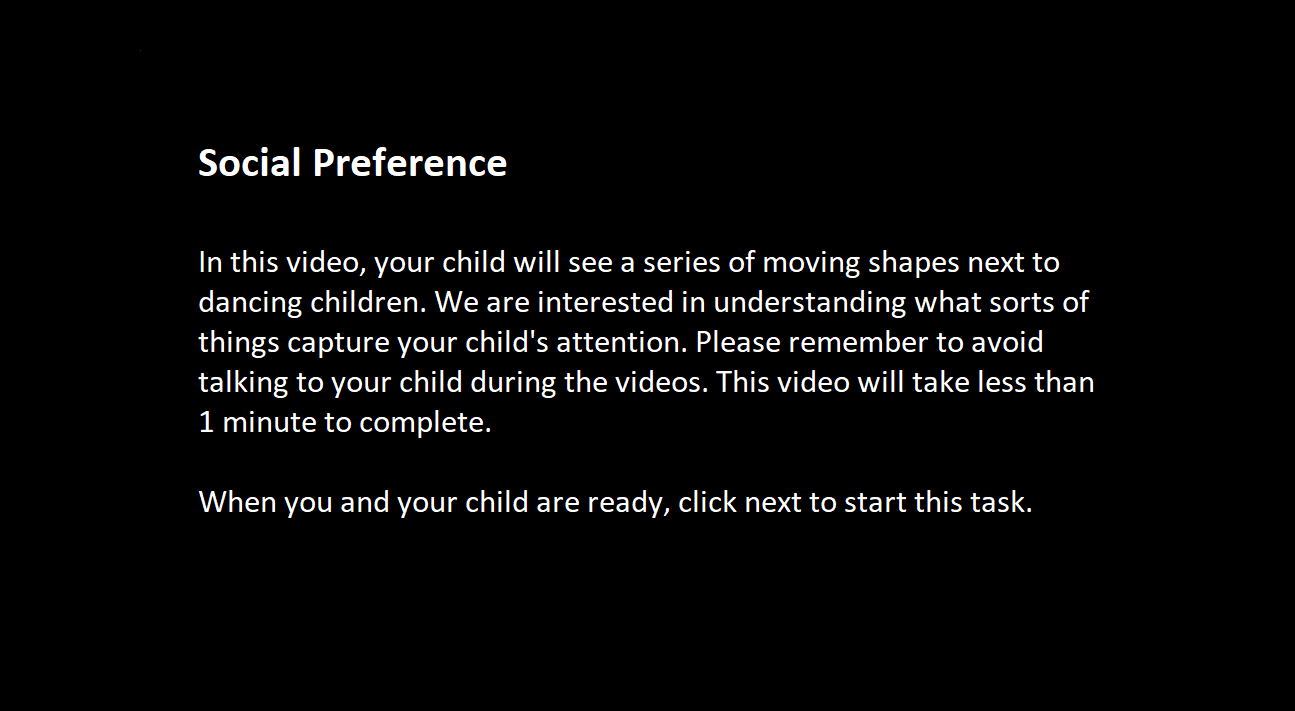 Social Preference
In this video, your child will see a series of moving shapes next to
dancing children. We are interested in understanding what sorts of
things capture your child's attention. Please remember to avoid
talking to your child during the videos. This video will take less than
1 minute to complete.
When you and your child are ready, click next to start this task.